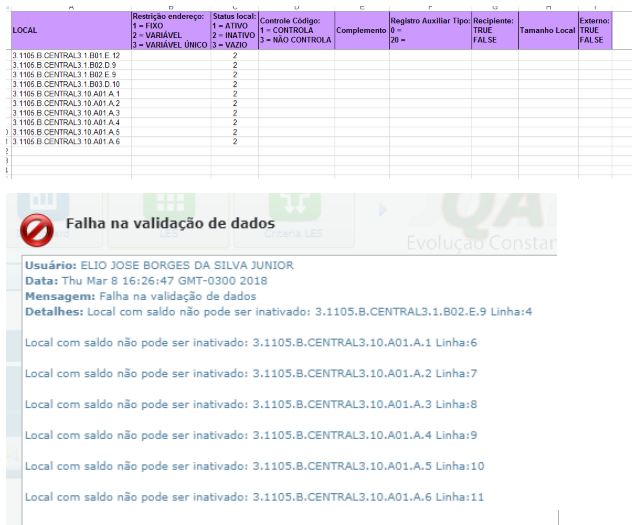 A B C D E F G H I
LOCAL Restrição endereço: 1 = FIXO 2 = VARIÁVEL 3 = VARIÁVEL ÚNICO Status local: 1 = ATIVO 2 = INATIVO 3 = VAZIO Controle Código: 1 = CONTROLA 3 = NÃO CONTROLA Complemento Registro Auxiliar Tipo: 0 = 20 = Recipiente: TRUE FALSE Tamanho Local Externo: TRUE FALSE
3.1105.B.CENTRAL3.1.B01.E.12 2
3.1105.B.CENTRAL3.1.B02.D.9 2
3.1105.B.CENTRAL3.1.B02.E.9 2
3.1105.B.CENTRAL3.1.B03.D.10 2
3.1105.B.CENTRAL3.10.A01.A.1 2
3.1105.B.CENTRAL3.10.A01.A.2 2
3.1105.B.CENTRAL3.10.A01.A.3 2
3.1105.B.CENTRAL3.10.A01.A.4 2
3.1105.B.CENTRAL3.10.A01.A.5 2
3.1105.B.CENTRAL3.10.A01.A.6 2
Falha na validação de dados
LES Criteria LES
Evolução Constan
Usuário: ELIO JOSE BORGES DA SILVA JUNIOR
Data: Thu Mar 8 16:26:47 GMT-0300 2018
Mensagem: Falha na validação de dados
Detalhes: Local com saldo não pode ser inativado: 3.1105.B.CENTRAL3.1.B02.E.9 Linha:4
Local com saldo não pode ser inativado: 3.1105.B.CENTRAL3.10.A01.A.1 Linha:6
Local com saldo não pode ser inativado: 3.1105.B.CENTRAL3.10.A01.A.2 Linha:7
Local com saldo não pode ser inativado: 3.1105.B.CENTRAL3.10.A01.A.3 Linha:8
Local com saldo não pode ser inativado: 3.1105.B.CENTRAL3.10.A01.A.4 Linha:9
Local com saldo não pode ser inativado: 3.1105.B.CENTRAL3.10.A01.A.5 Linha:10
Local com saldo não pode ser inativado: 3.1105.B.CENTRAL3.10.A01.A.6 Linha:11